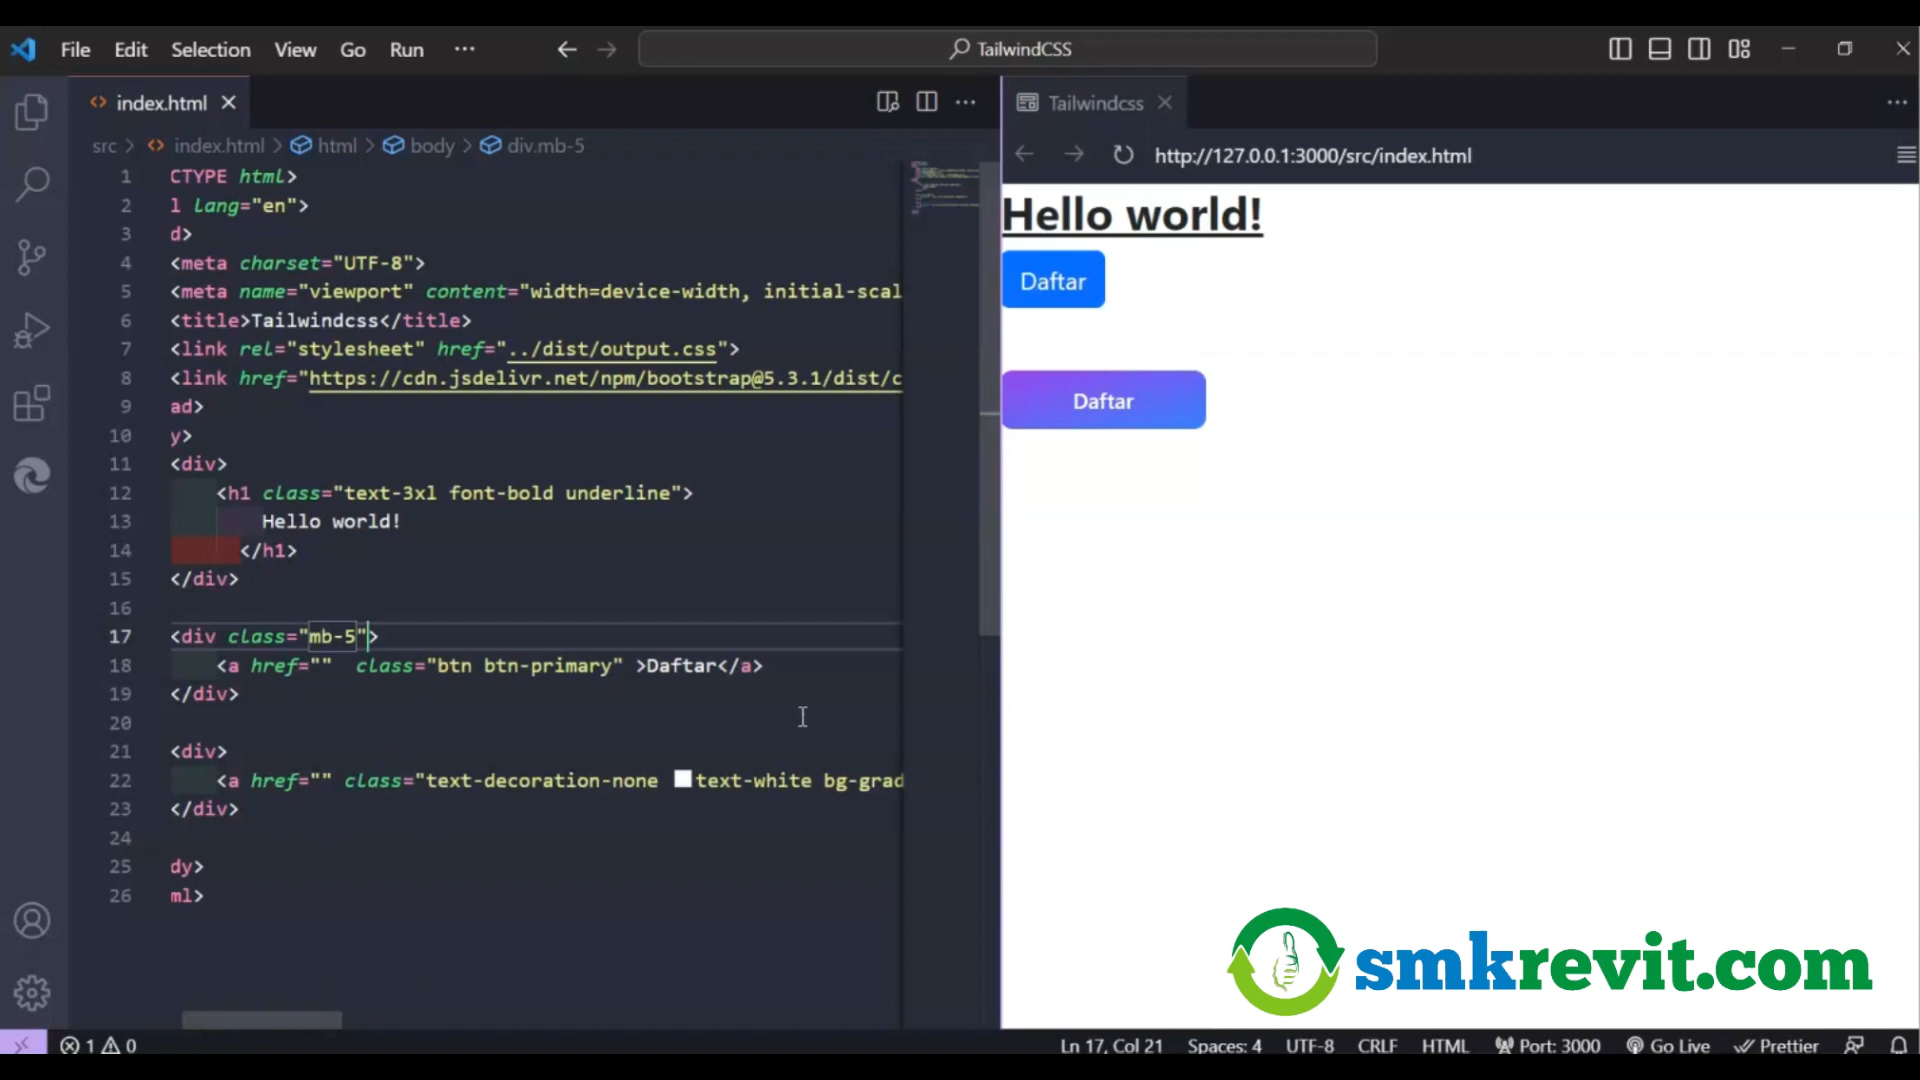 File Edit Selection View Go Run ··· TailwindCSS
index.html
Tailwindcss
src > index.html > html > body > div.mb-5
http://127.0.0.1:3000/src/index.html
1 CTYPE html>
2 l lang="en">
3 d>
4 <meta charset="UTF-8">
5 <meta name="viewport" content="width=device-width, initial-scal
6 <title>Tailwindcss</title>
7 <link rel="stylesheet" href="../dist/output.css">
8 <link href="https://cdn.jsdelivr.net/npm/bootstrap@5.3.1/dist/c
9 ad>
10 y>
11 <div>
12 <h1 class="text-3xl font-bold underline">
13 Hello world!
14 </h1>
15 </div>
16
17 <div class="mb-5">
18 <a href="" class="btn btn-primary" >Daftar</a>
19 </div>
20
21 <div>
22 <a href="" class="text-decoration-none text-white bg-grad
23 </div>
24
25 dy>
26 ml>
Hello world!
Daftar
Daftar
smkrevit.com
1 0 Ln 17, Col 21 Spaces: 4 UTF-8 CRLF HTML Port: 3000 Go Live Prettier